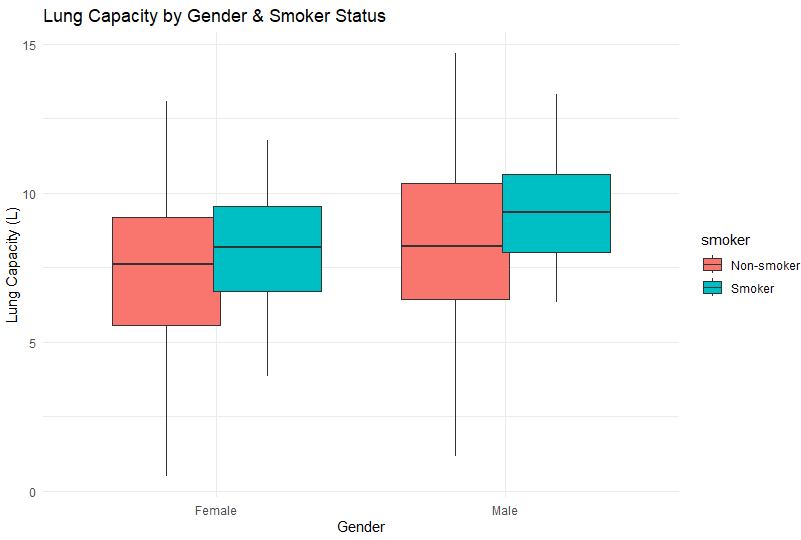 Lung Capacity by Gender & Smoker Status
15
10
5
0
Lung Capacity (L)
Female
Male
Gender
smoker
Non-smoker
Smoker